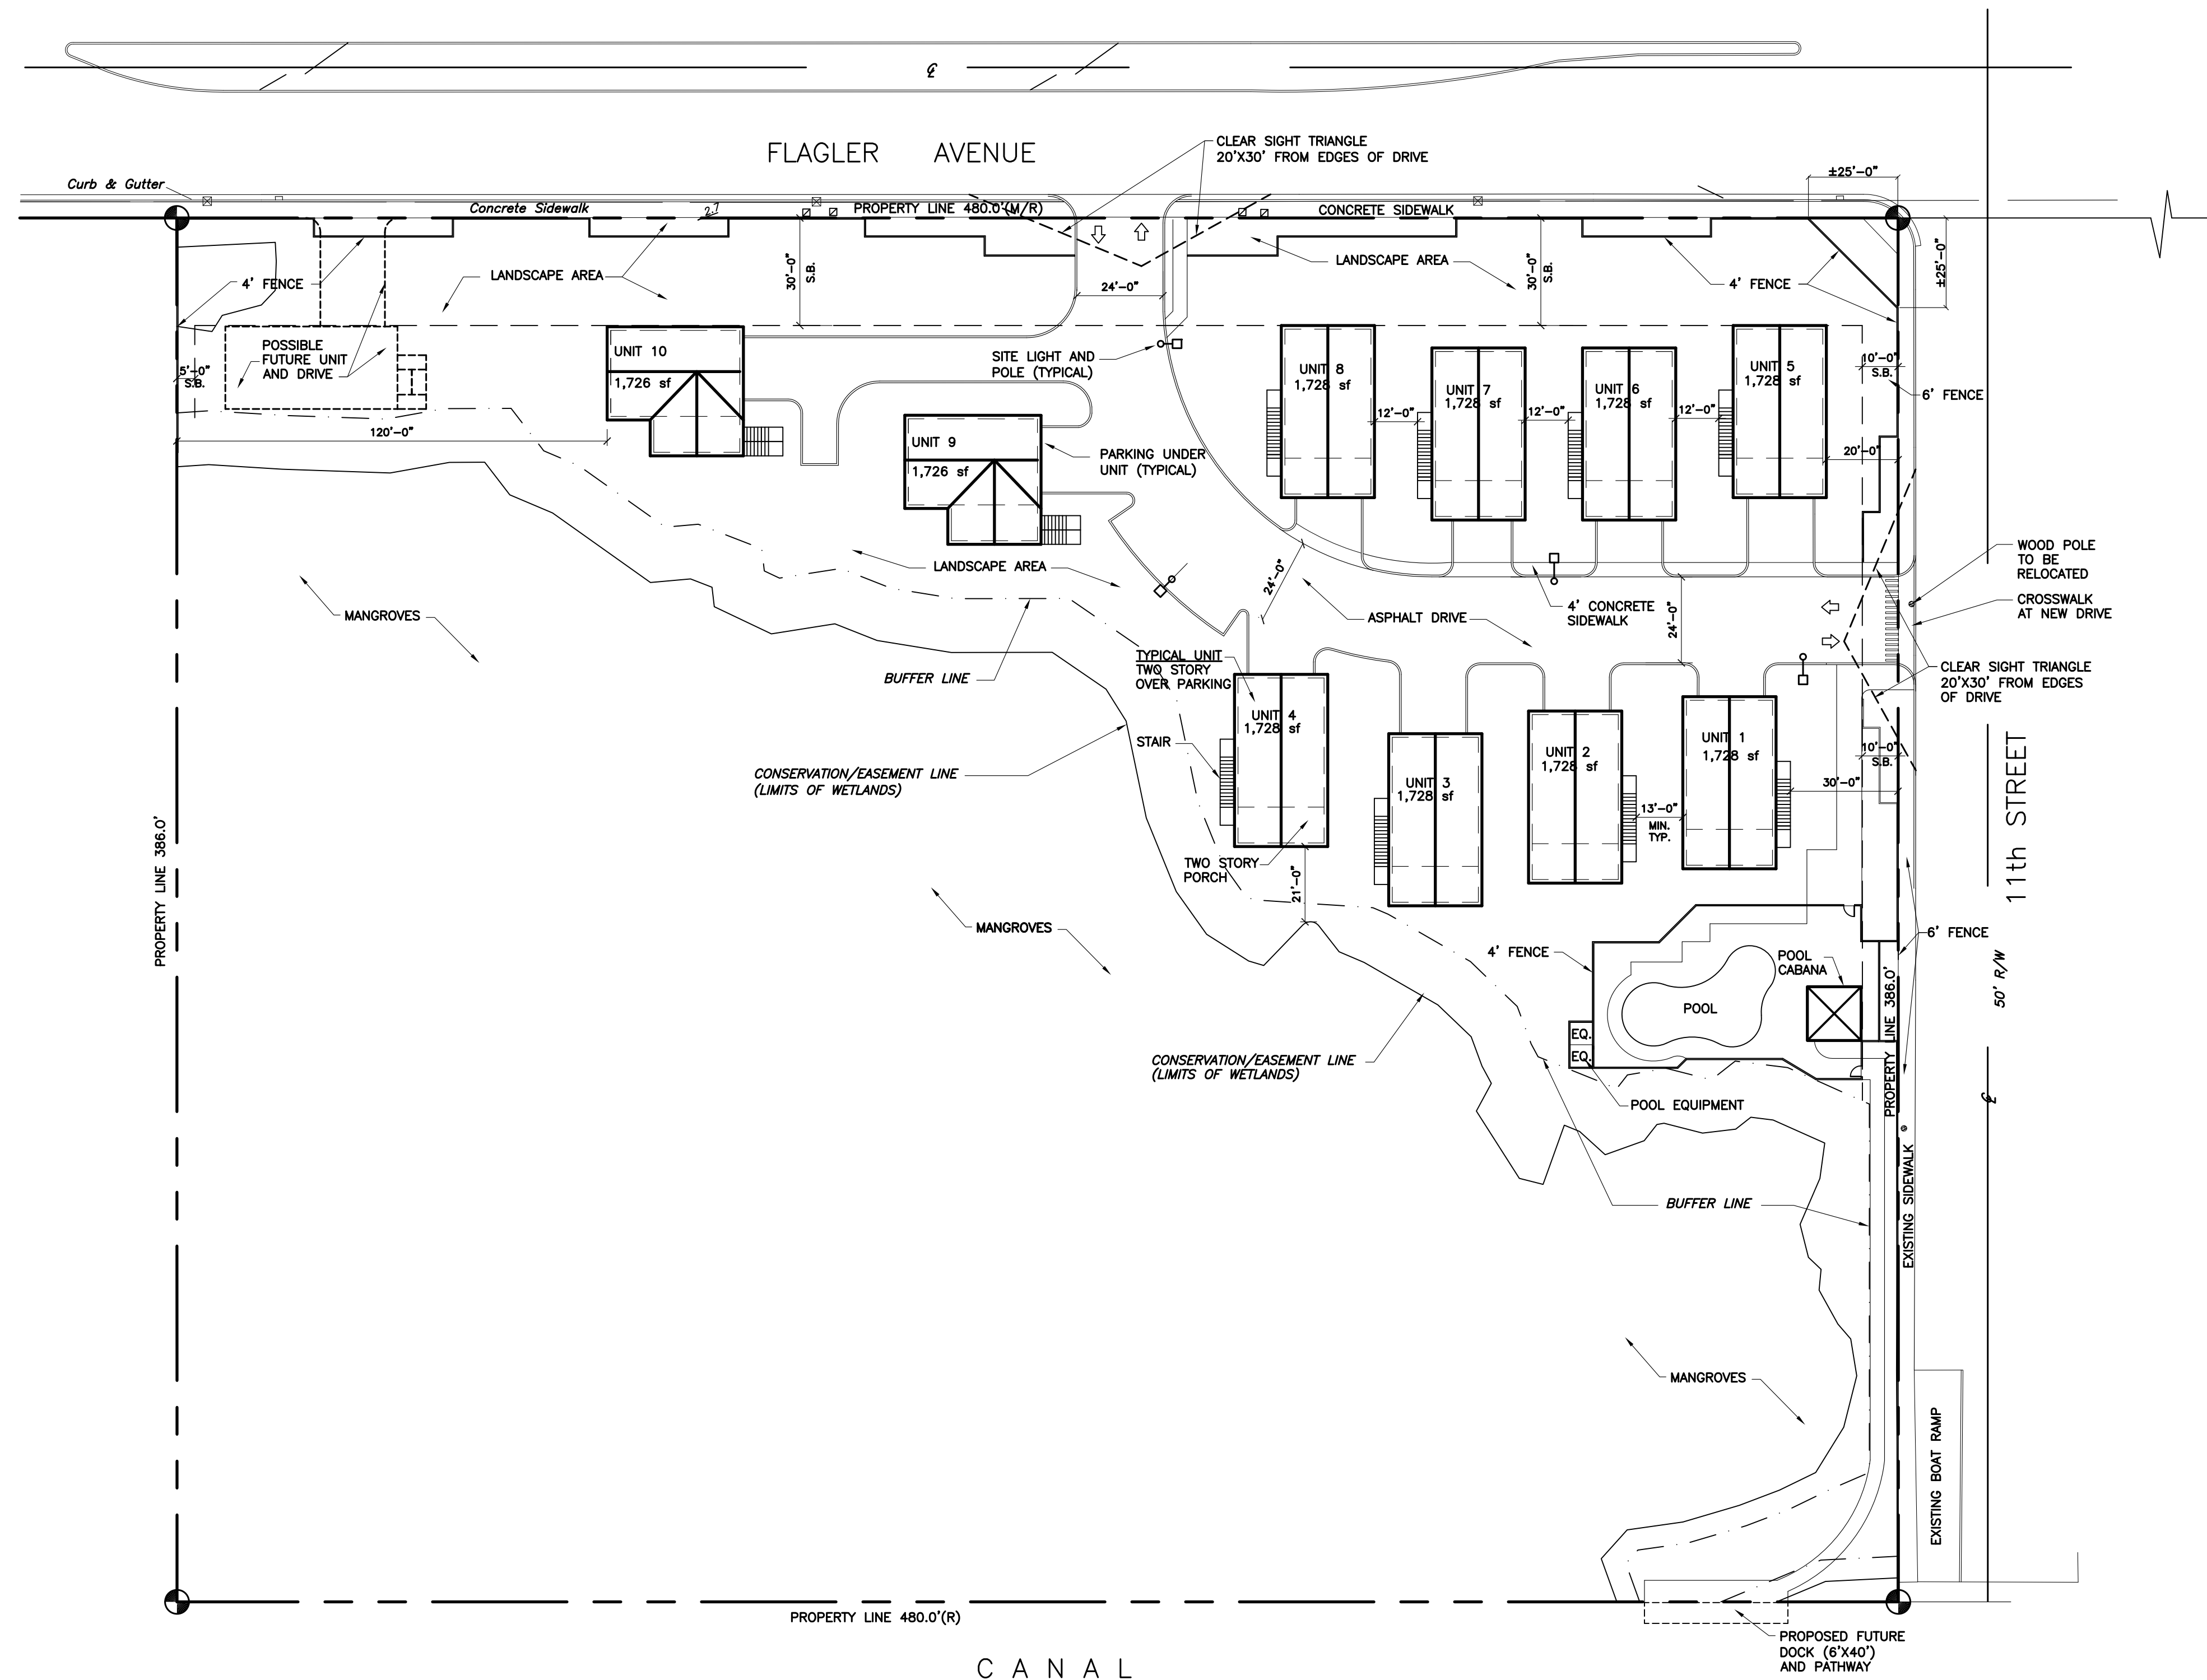 ℄
FLAGLER AVENUE
CLEAR SIGHT TRIANGLE
20'X30' FROM EDGES OF DRIVE
±25'-0"
Curb & Gutter
Concrete Sidewalk
2.7
PROPERTY LINE 480.0'(M/R)
CONCRETE SIDEWALK
4' FENCE
LANDSCAPE AREA
30'-0"
S.B.
24'-0"
LANDSCAPE AREA
30'-0"
S.B.
4' FENCE
±25'-0"
POSSIBLE
FUTURE UNIT
AND DRIVE
5'-0"
S.B.
UNIT 10
1,726 sf
SITE LIGHT AND
POLE (TYPICAL)
UNIT 8
1,728 sf
UNIT 7
1,728 sf
UNIT 6
1,728 sf
UNIT 5
1,728 sf
10'-0"
S.B.
6' FENCE
12'-0"
12'-0"
12'-0"
120'-0"
UNIT 9
1,726 sf
PARKING UNDER
UNIT (TYPICAL)
20'-0"
WOOD POLE
TO BE
RELOCATED
LANDSCAPE AREA
24'-0"
MANGROVES
4' CONCRETE
SIDEWALK
24'-0"
CROSSWALK
AT NEW DRIVE
ASPHALT DRIVE
TYPICAL UNIT
TWO STORY
OVER PARKING
BUFFER LINE
CLEAR SIGHT TRIANGLE
20'X30' FROM EDGES
OF DRIVE
UNIT 4
1,728 sf
STAIR
UNIT 3
1,728 sf
UNIT 2
1,728 sf
UNIT 1
1,728 sf
10'-0"
S.B.
30'-0"
11th STREET
CONSERVATION/EASEMENT LINE
(LIMITS OF WETLANDS)
13'-0"
MIN.
TYP.
TWO STORY
PORCH
21'-0"
PROPERTY LINE 386.0'
MANGROVES
4' FENCE
POOL
CABANA
6' FENCE
50' R/W
POOL
EQ.
EQ.
PROPERTY LINE 386.0'
CONSERVATION/EASEMENT LINE
(LIMITS OF WETLANDS)
POOL EQUIPMENT
℄
EXISTING SIDEWALK
BUFFER LINE
MANGROVES
EXISTING BOAT RAMP
PROPERTY LINE 480.0'(R)
PROPOSED FUTURE
DOCK (6'X40')
AND PATHWAY
CANAL